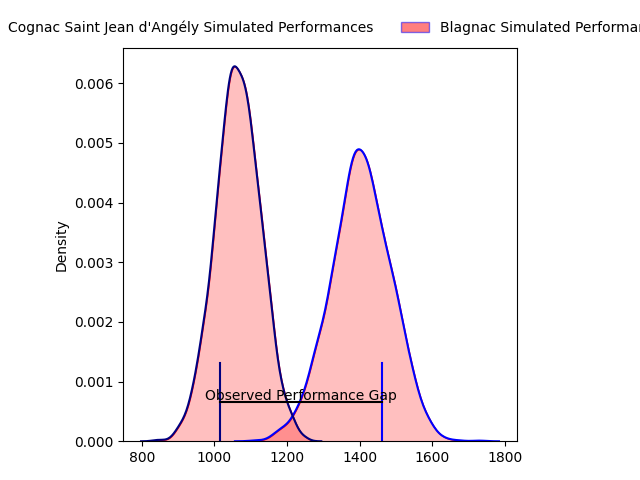 Cognac Saint Jean d'Angély Simulated Performances
Blagnac Simulated
0.006
0.005
0.004
0.003
0.002
0.001
0.000
Density
Observed Performance Gap
800 1000 1200 1400 1600 1800